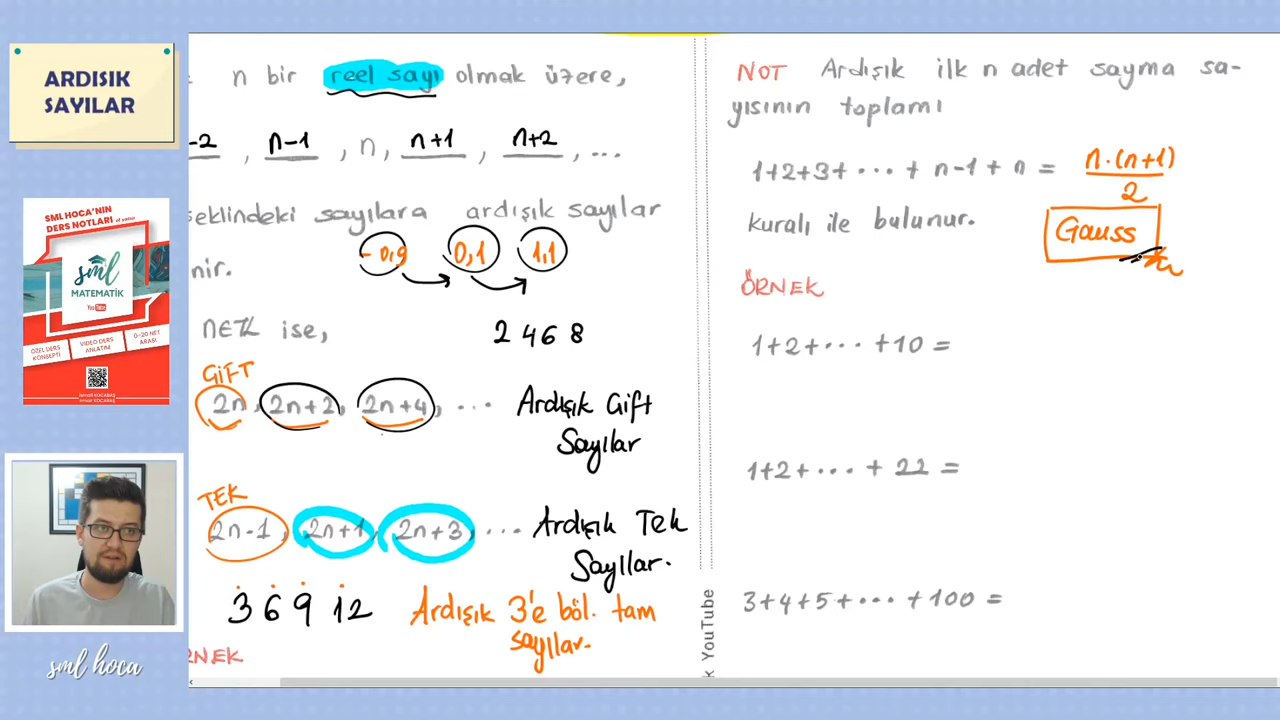 ARDISIK
SAYILAR
SML HOCA'NIN
DERS NOTLARI
sml
MATEMATİK
YouTube
ÖZEL DERS
KONSEPTİ
VİDEO DERS
ANLATIM
0-20 NET
ARASI
sml hoca
n bir reel sayı olmak üzere,
-2, n-1, n, n+1, n+2, ...
şeklindeki sayılara ardışık sayılar
nir.
-0,9 0,1 1,1
n∈ℤ ise,
2 4 6 8
ÇİFT
2n, 2n+2, 2n+4, ... Ardışık Çift
Sayılar
TEK
2n-1, 2n+1, 2n+3, ... Ardışık Tek
Sayılar.
3 6 9 12 Ardışık 3'e böl. tam
sayılar.
RNEK
k YouTube
NOT Ardışık ilk n adet sayma sa-
yısının toplamı
1+2+3+ ... + n-1 + n = n.(n+1)/2
kuralı ile bulunur.
Gauss
ÖRNEK
1+2+ ... +10 =
1+2+ ... + 22 =
3+4+5+ ... +100 =